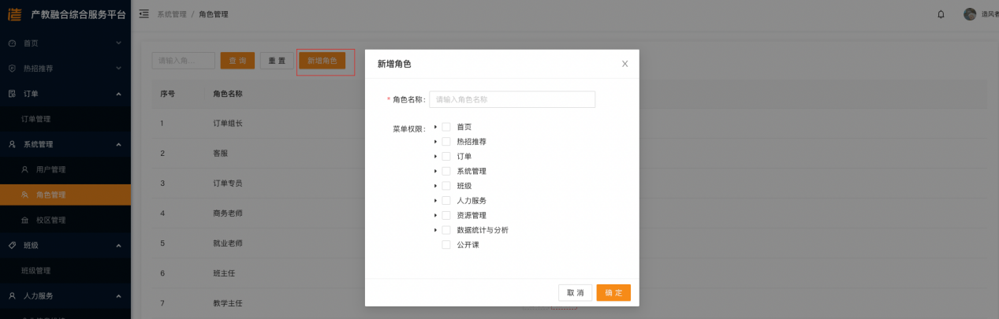 产教融合综合服务平台
系统管理 / 角色管理
造风者
首页
热招推荐
订单
订单管理
系统管理
用户管理
角色管理
校区管理
班级
班级管理
人力服务
请输入角...
查 询
重 置
新增角色
序号
角色名称
1
订单组长
2
客服
3
订单专员
4
商务老师
5
就业老师
6
班主任
7
教学主任
新增角色
* 角色名称:
请输入角色名称
菜单权限:
首页
热招推荐
订单
系统管理
班级
人力服务
资源管理
数据统计与分析
公开课
取 消
确 定